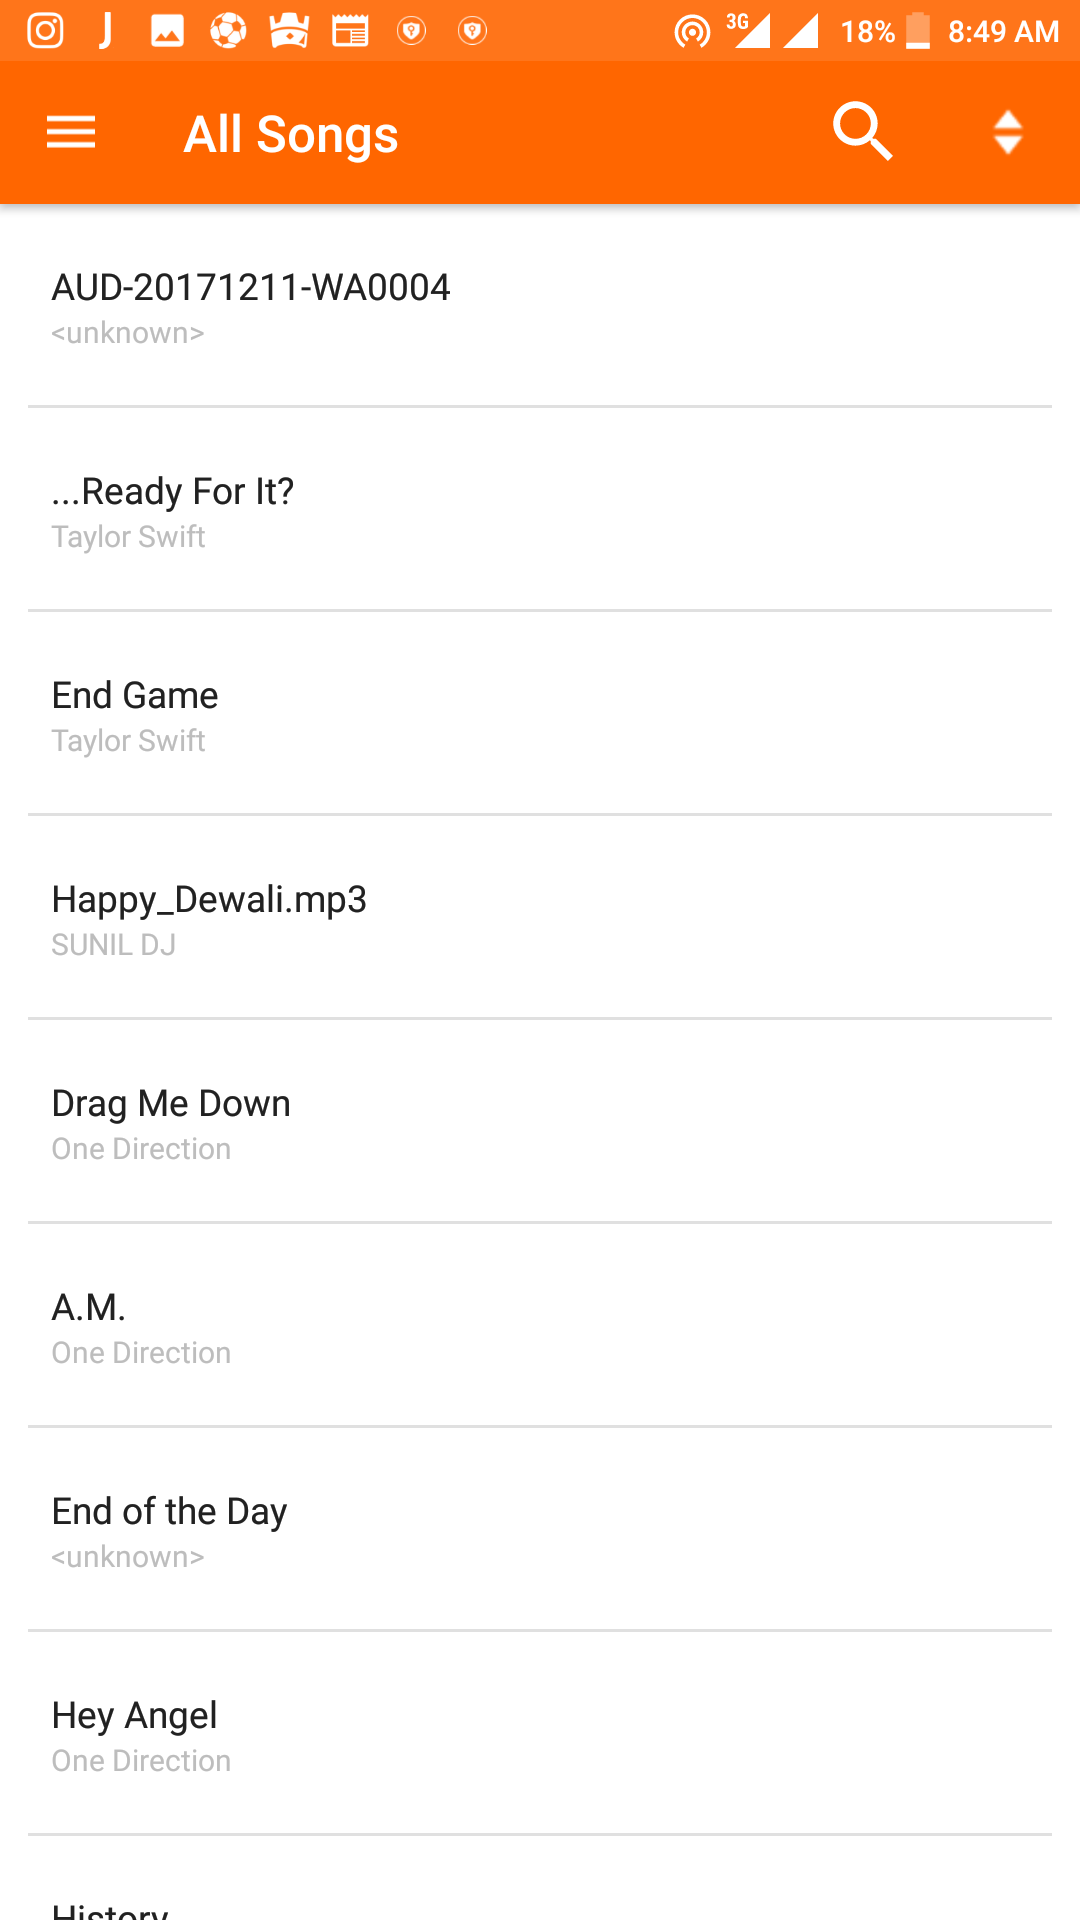 3G 18% 8:49 AM
All Songs
AUD-20171211-WA0004
<unknown>
...Ready For It?
Taylor Swift
End Game
Taylor Swift
Happy_Dewali.mp3
SUNIL DJ
Drag Me Down
One Direction
A.M.
One Direction
End of the Day
<unknown>
Hey Angel
One Direction
History